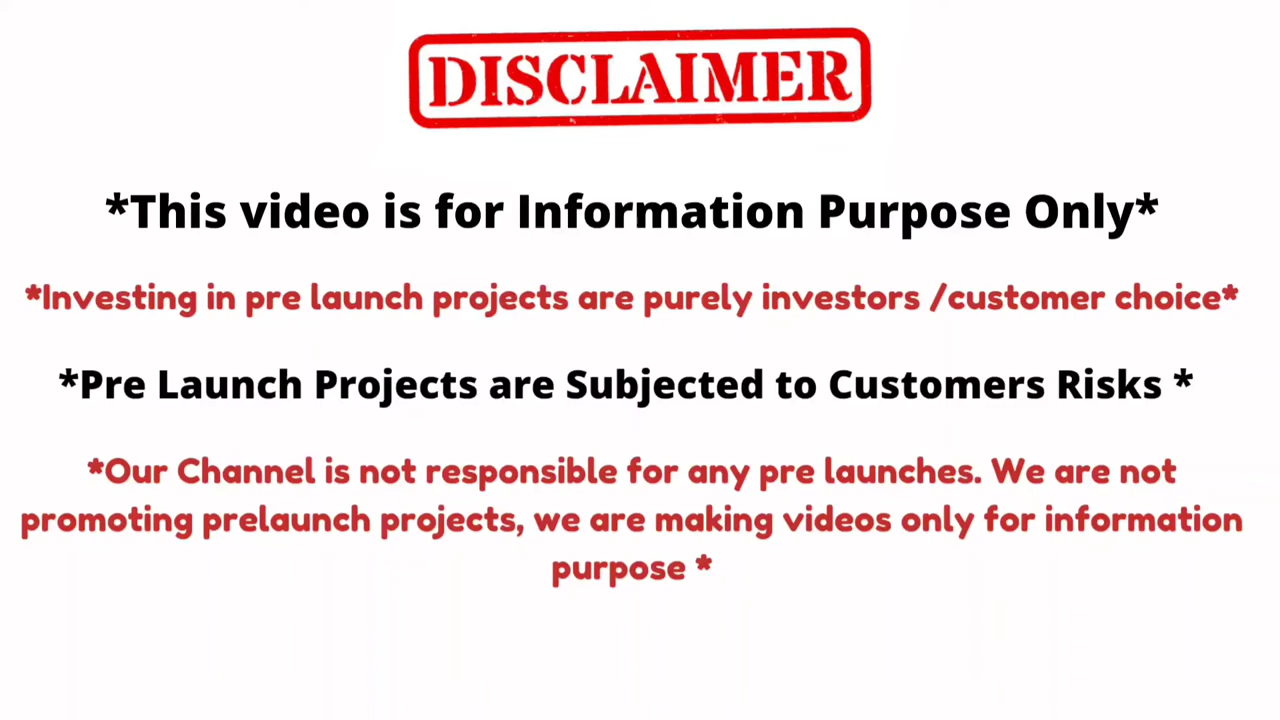 DISCLAIMER
*This video is for Information Purpose Only*
*Investing in pre launch projects are purely investors /customer choice*
*Pre Launch Projects are Subjected to Customers Risks *
*Our Channel is not responsible for any pre launches. We are not
promoting prelaunch projects, we are making videos only for information
purpose *